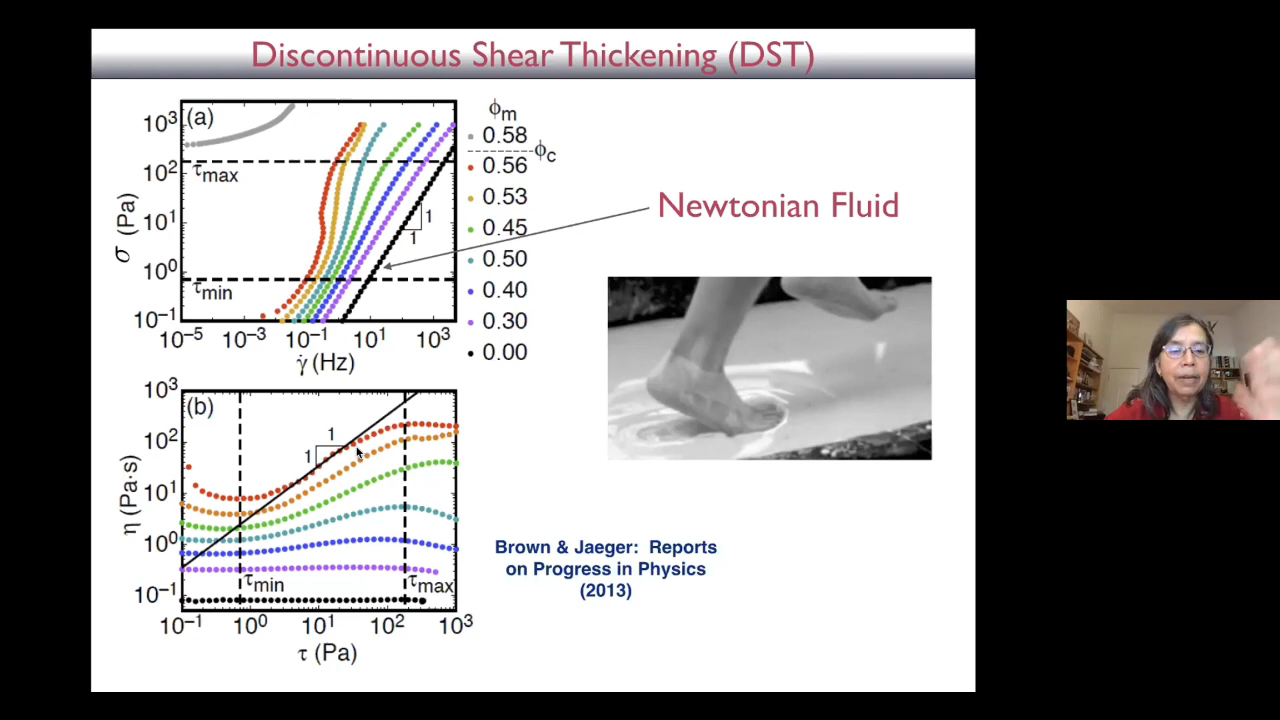 Discontinuous Shear Thickening (DST)
(a)
10³
10²
10¹
10⁰
10⁻¹
σ (Pa)
τmax
τmin
1
1
10⁻⁵ 10⁻³ 10⁻¹ 10¹ 10³
γ̇ (Hz)
ϕm
0.58
ϕc
0.56
0.53
0.45
0.50
0.40
0.30
0.00
Newtonian Fluid
(b)
10³
10²
10¹
10⁰
10⁻¹
η (Pa·s)
1
1
τmin
τmax
10⁻¹ 10⁰ 10¹ 10² 10³
τ (Pa)
Brown & Jaeger: Reports
on Progress in Physics
(2013)